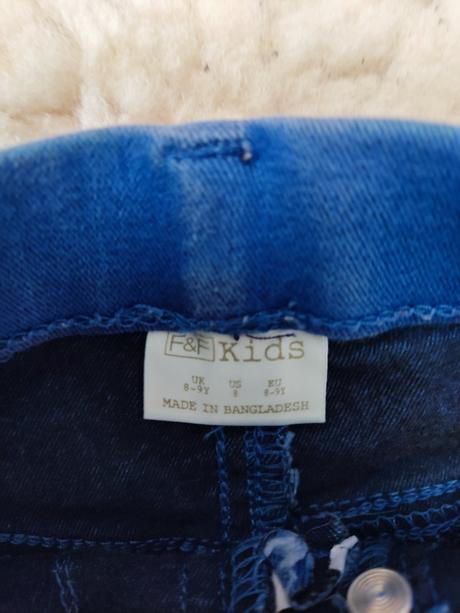 F&F Kids
UK US EU
8-9Y 8 8-9Y
MADE IN BANGLADESH